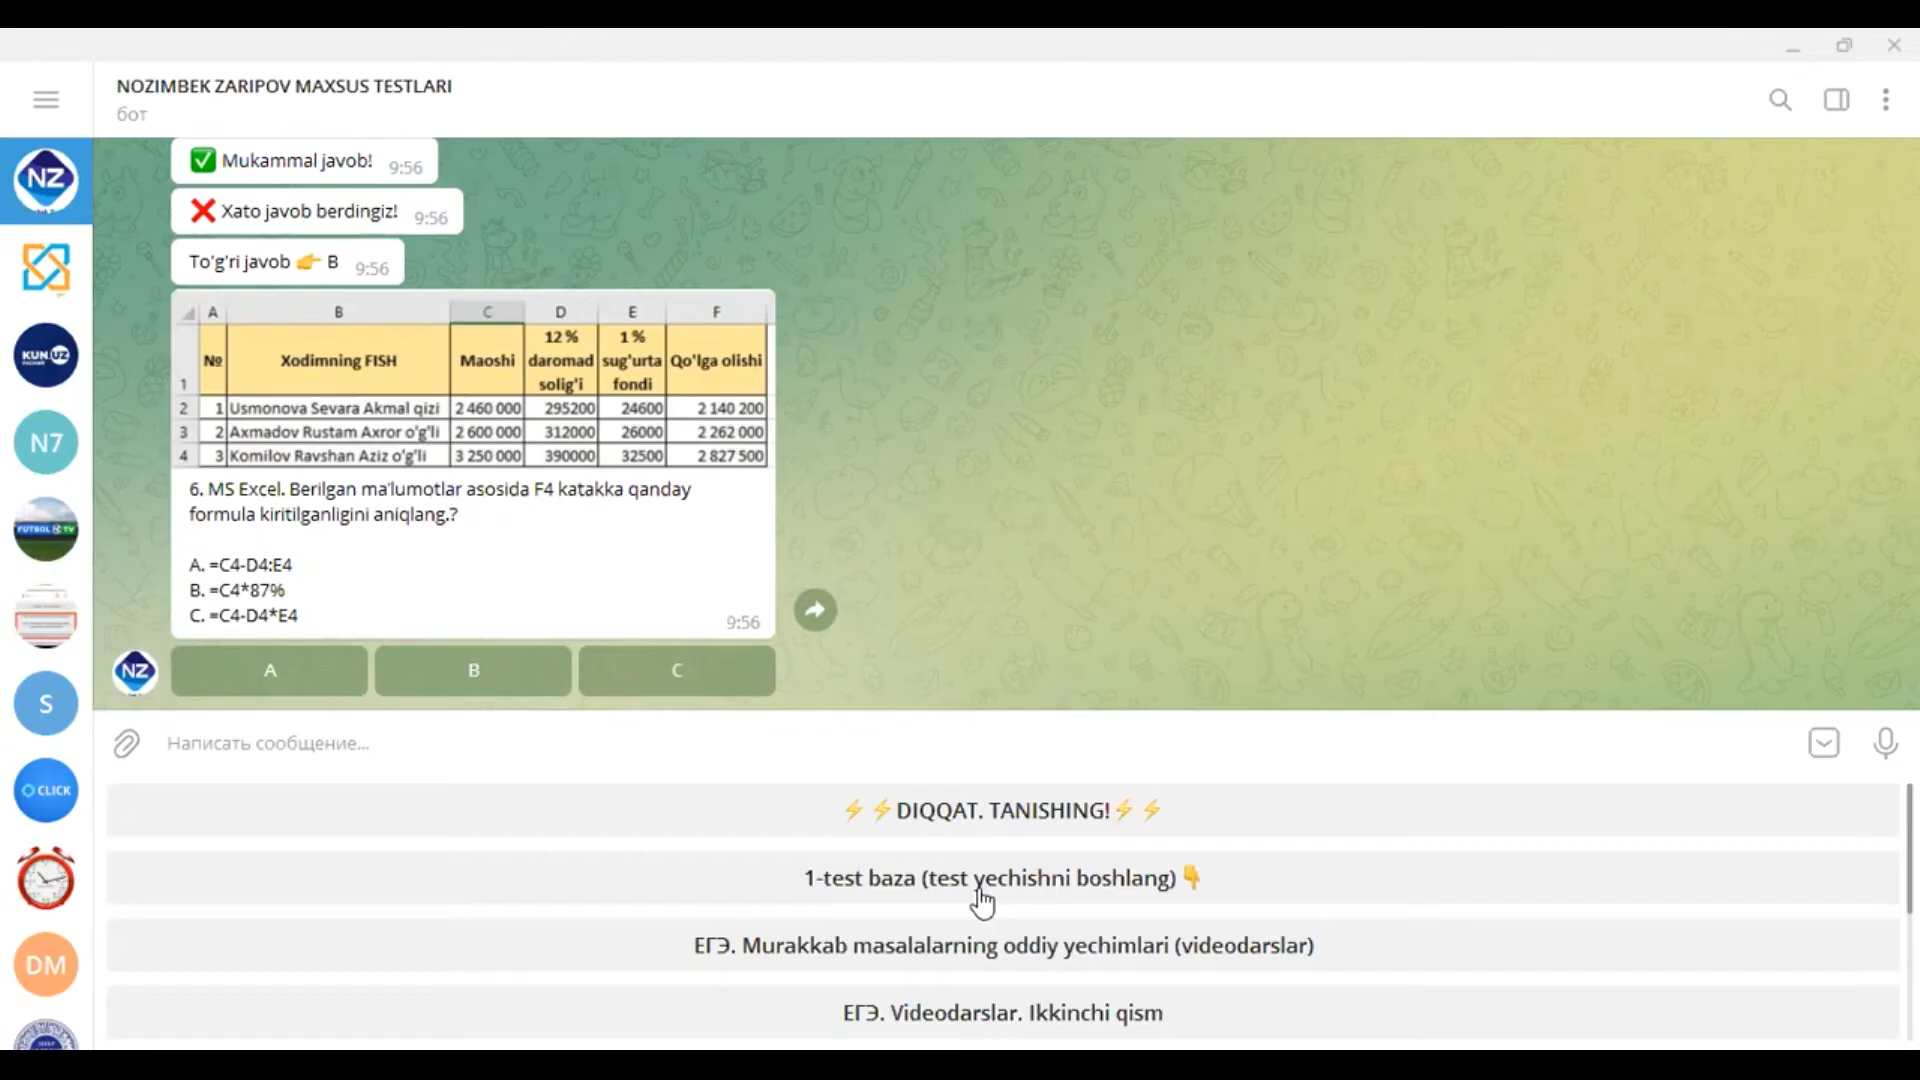 NOZIMBEK ZARIPOV MAXSUS TESTLARI
бот
NZ
KUN.UZ
N7
FUTBOL TV
S
CLICK
DM
✅ Mukammal javob! 9:56
❌ Xato javob berdingiz! 9:56
To'g'ri javob 👉 B 9:56
A B C D E F
1 № Xodimning FISH Maoshi 12 % daromad solig'i 1 % sug'urta fondi Qo'lga olishi
2 1 Usmonova Sevara Akmal qizi 2 460 000 295200 24600 2 140 200
3 2 Axmadov Rustam Axror o'g'li 2 600 000 312000 26000 2 262 000
4 3 Komilov Ravshan Aziz o'g'li 3 250 000 390000 32500 2 827 500
6. MS Excel. Berilgan ma'lumotlar asosida F4 katakka qanday
formula kiritilganligini aniqlang.?
A. =C4-D4:E4
B. =C4*87%
C. =C4-D4*E4
9:56
NZ
A B C
Написать сообщение...
⚡⚡DIQQAT. TANISHING!⚡⚡
1-test baza (test yechishni boshlang)👇
ЕГЭ. Murakkab masalalarning oddiy yechimlari (videodarslar)
ЕГЭ. Videodarslar. Ikkinchi qism